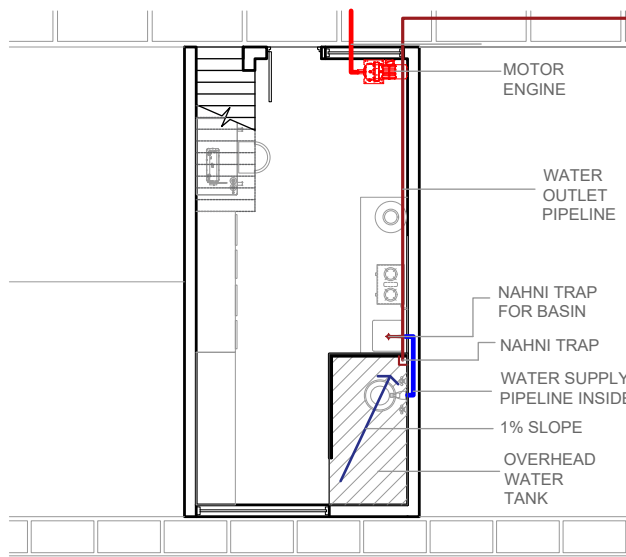 MOTOR
ENGINE
WATER
OUTLET
PIPELINE
NAHNI TRAP
FOR BASIN
NAHNI TRAP
WATER SUPPLY
PIPELINE INSIDE
1% SLOPE
OVERHEAD
WATER
TANK